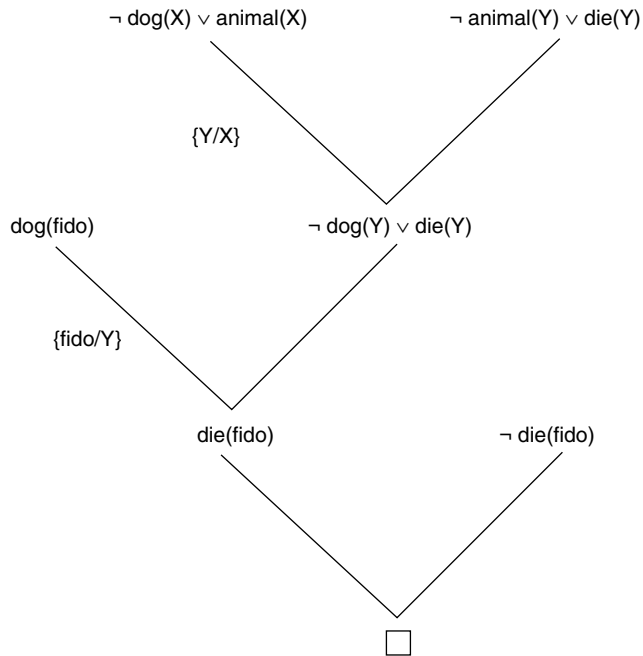 ¬ dog(X) ∨ animal(X)
¬ animal(Y) ∨ die(Y)
{Y/X}
dog(fido)
¬ dog(Y) ∨ die(Y)
{fido/Y}
die(fido)
¬ die(fido)